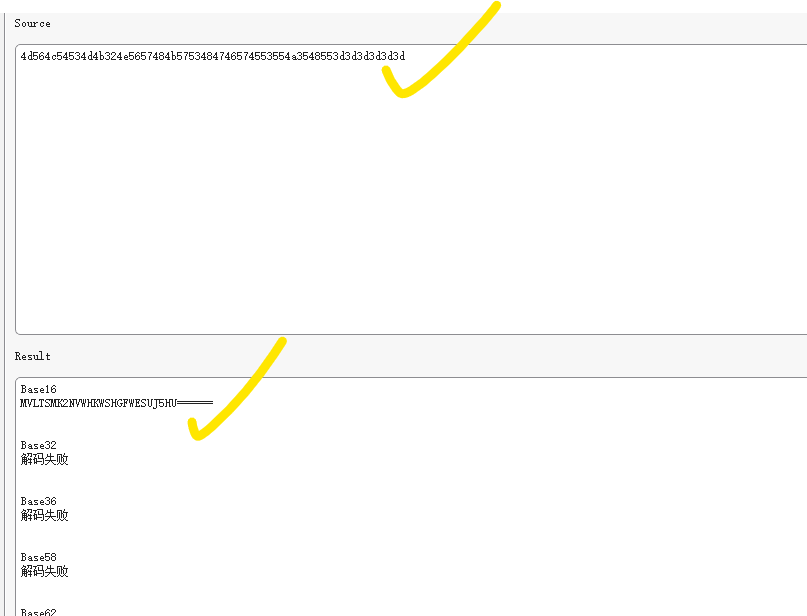 Source
4d564c54534d4b324e5657484b5753484746574553554a3548553d3d3d3d3d3d
Result
Base16
MVLTSMK2NVWHKWSHGFWESUJ5HU======
Base32
解码失败
Base36
解码失败
Base58
解码失败
Base62